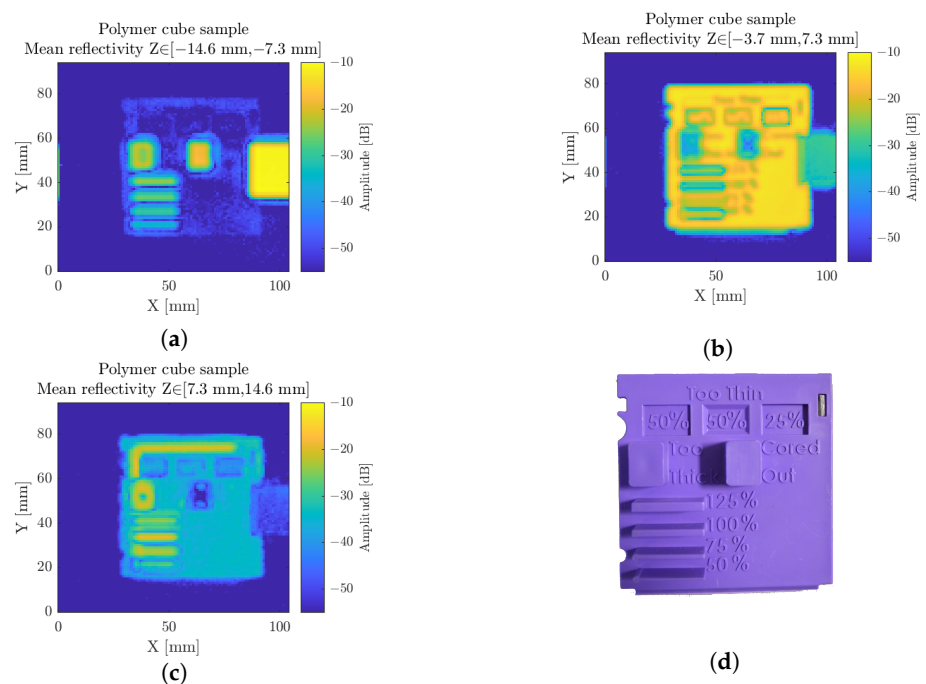 Polymer cube sample
Mean reflectivity Z∈[−14.6 mm,−7.3 mm]
80
60
40
20
0
Y [mm]
0
50
100
X [mm]
−10
−20
−30
−40
−50
Amplitude [dB]
(a)
Polymer cube sample
Mean reflectivity Z∈[−3.7 mm,7.3 mm]
80
60
40
20
0
Y [mm]
0
50
100
X [mm]
−10
−20
−30
−40
−50
Amplitude [dB]
(b)
Polymer cube sample
Mean reflectivity Z∈[7.3 mm,14.6 mm]
80
60
40
20
0
Y [mm]
0
50
100
X [mm]
−10
−20
−30
−40
−50
Amplitude [dB]
(c)
Too Thin
50% 50% 25%
Too Cored
Thick Out
125%
100%
75%
50%
(d)